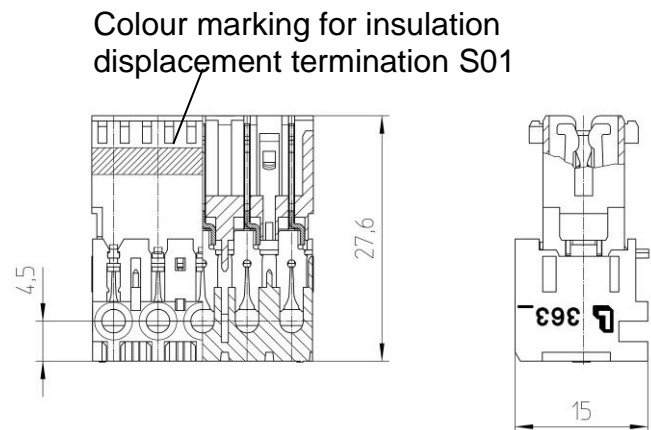 Colour marking for insulation
displacement termination S01
27,6
4,5
363
15